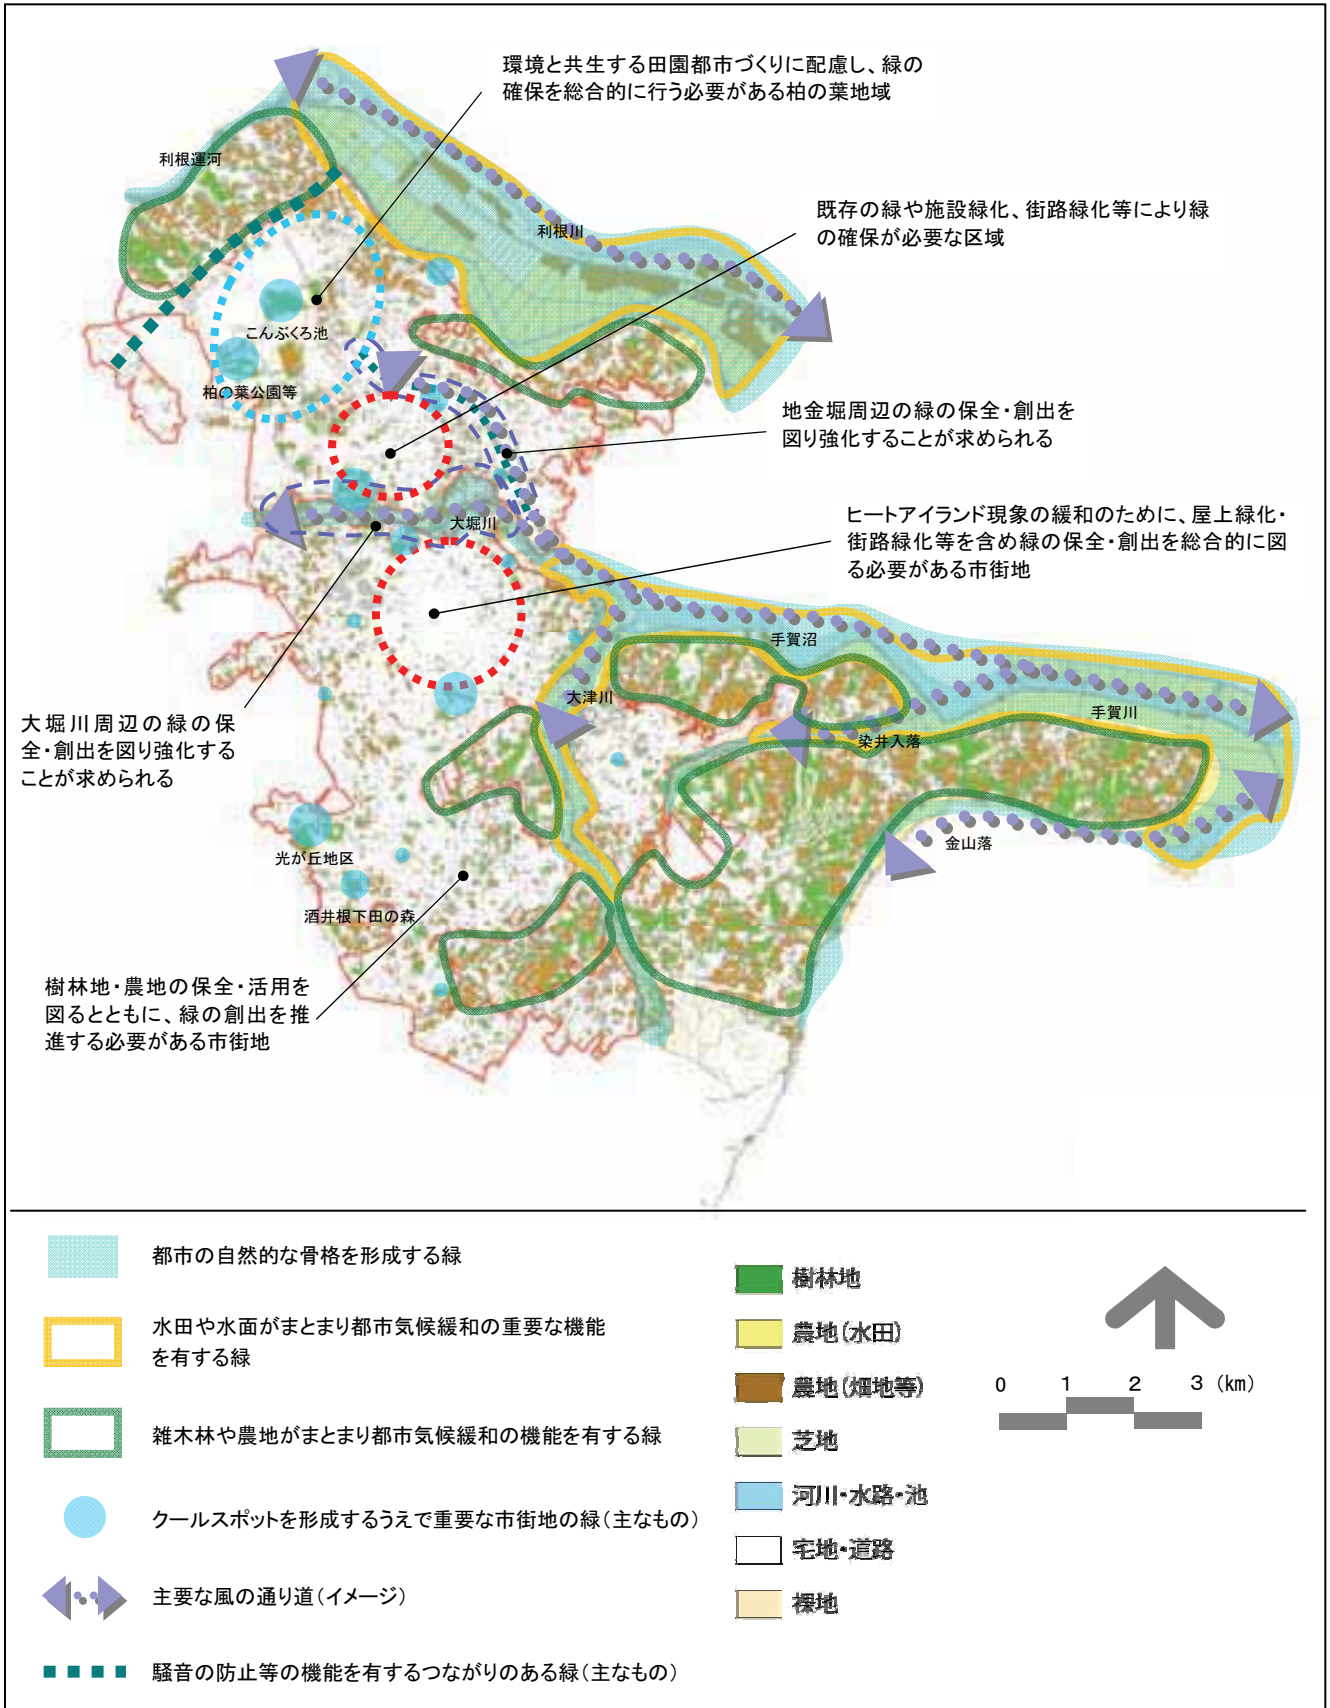 環境と共生する田園都市づくりに配慮し、緑の
確保を総合的に行う必要がある柏の葉地域
利根運河
既存の緑や施設緑化、街路緑化等により緑
の確保が必要な区域
利根川
こんぶくろ池
柏の葉公園等
地金堀周辺の緑の保全・創出を
図り強化することが求められる
ヒートアイランド現象の緩和のために、屋上緑化・
街路緑化等を含め緑の保全・創出を総合的に図
る必要がある市街地
大堀川
手賀沼
大津川
手賀川
大堀川周辺の緑の保
全・創出を図り強化する
ことが求められる
染井入落
金山落
光が丘地区
酒井根下田の森
樹林地・農地の保全・活用を
図るとともに、緑の創出を推
進する必要がある市街地
都市の自然的な骨格を形成する緑
水田や水面がまとまり都市気候緩和の重要な機能
を有する緑
雑木林や農地がまとまり都市気候緩和の機能を有する緑
クールスポットを形成するうえで重要な市街地の緑(主なもの)
主要な風の通り道(イメージ)
騒音の防止等の機能を有するつながりのある緑(主なもの)
樹林地
農地(水田)
農地(畑地等)
芝地
河川・水路・池
宅地・道路
裸地
0 1 2 3 (km)